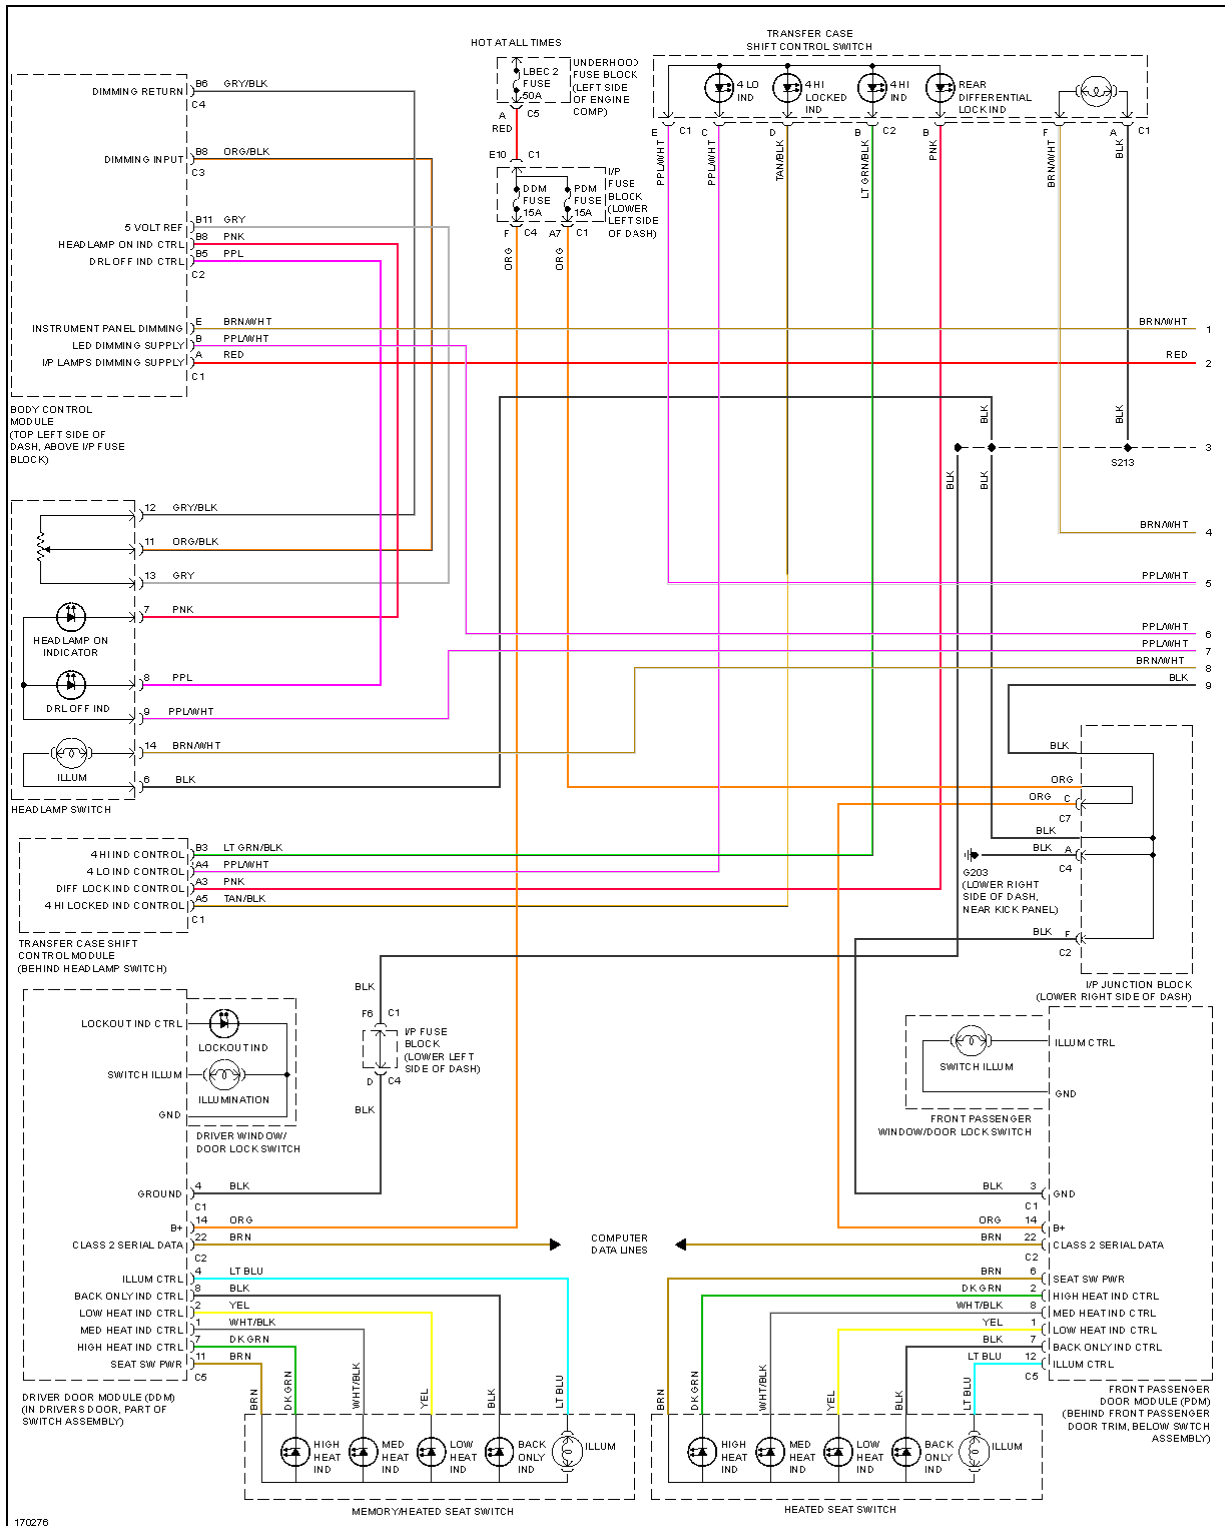 HOT AT ALL TIMES
LBEC 2
FUSE
50A
UNDERHOOD
FUSE BLOCK
(LEFT SIDE
OF ENGINE
COMP)
A
C5
RED
E10
C1
DDM
FUSE
15A
PDM
FUSE
15A
I/P
FUSE
BLOCK
(LOWER
LEFT SIDE
OF DASH)
F
C4
A7
C1
ORG
ORG
TRANSFER CASE
SHIFT CONTROL SWITCH
4 LO
IND
4 HI
LOCKED
IND
4 HI
IND
REAR
DIFFERENTIAL
LOCK IND
E
C1
C
D
B
C2
B
F
A
C1
PPL/WHT
PPL/WHT
TAN/BLK
LT GRN/BLK
PNK
BRN/WHT
BLK
DIMMING RETURN
B6
GRY/BLK
C4
DIMMING INPUT
B8
ORG/BLK
C3
5 VOLT REF
B11
GRY
HEADLAMP ON IND CTRL
B8
PNK
DRL OFF IND CTRL
B5
PPL
C2
INSTRUMENT PANEL DIMMING
E
BRN/WHT
LED DIMMING SUPPLY
B
PPL/WHT
I/P LAMPS DIMMING SUPPLY
A
RED
C1
BODY CONTROL
MODULE
(TOP LEFT SIDE OF
DASH, ABOVE I/P FUSE
BLOCK)
BRN/WHT
1
RED
2
BLK
BLK
BLK
BLK
S213
3
BRN/WHT
4
PPL/WHT
5
PPL/WHT
6
PPL/WHT
7
BRN/WHT
8
BLK
9
12
GRY/BLK
11
ORG/BLK
13
GRY
7
PNK
HEADLAMP ON
INDICATOR
8
PPL
DRL OFF IND
9
PPL/WHT
14
BRN/WHT
ILLUM
6
BLK
HEADLAMP SWITCH
BLK
ORG
ORG
C
C7
BLK
BLK
A
C4
G203
(LOWER RIGHT
SIDE OF DASH,
NEAR KICK PANEL)
BLK
F
C2
I/P JUNCTION BLOCK
(LOWER RIGHT SIDE OF DASH)
4 HI IND CONTROL
B3
LT GRN/BLK
4 LO IND CONTROL
A4
PPL/WHT
DIFF LOCK IND CONTROL
A3
PNK
4 HI LOCKED IND CONTROL
A5
TAN/BLK
C1
TRANSFER CASE SHIFT
CONTROL MODULE
(BEHIND HEADLAMP SWITCH)
BLK
F6
C1
I/P FUSE
BLOCK
(LOWER LEFT
SIDE OF DASH)
D
C4
BLK
LOCKOUT IND CTRL
LOCKOUT IND
SWITCH ILLUM
ILLUMINATION
GND
DRIVER WINDOW/
DOOR LOCK SWITCH
ILLUM CTRL
SWITCH ILLUM
GND
FRONT PASSENGER
WINDOW/DOOR LOCK SWITCH
GROUND
4
BLK
C1
B+
14
ORG
CLASS 2 SERIAL DATA
22
BRN
C2
ILLUM CTRL
4
LT BLU
BACK ONLY IND CTRL
8
BLK
LOW HEAT IND CTRL
2
YEL
MED HEAT IND CTRL
1
WHT/BLK
HIGH HEAT IND CTRL
7
DK GRN
SEAT SW PWR
11
BRN
C5
DRIVER DOOR MODULE (DDM)
(IN DRIVERS DOOR, PART OF
SWITCH ASSEMBLY)
COMPUTER
DATA LINES
BLK
3
GND
C1
ORG
14
B+
BRN
22
CLASS 2 SERIAL DATA
C2
BRN
6
SEAT SW PWR
DK GRN
2
HIGH HEAT IND CTRL
WHT/BLK
8
MED HEAT IND CTRL
YEL
1
LOW HEAT IND CTRL
BLK
7
BACK ONLY IND CTRL
LT BLU
12
ILLUM CTRL
C5
FRONT PASSENGER
DOOR MODULE (PDM)
(BEHIND FRONT PASSENGER
DOOR TRIM, BELOW SWTCH
ASSEMBLY)
BRN
DK GRN
WHT/BLK
YEL
BLK
LT BLU
HIGH
HEAT
IND
MED
HEAT
IND
LOW
HEAT
IND
BACK
ONLY
IND
ILLUM
MEMORY/HEATED SEAT SWITCH
BRN
DK GRN
WHT/BLK
YEL
BLK
LT BLU
HIGH
HEAT
IND
MED
HEAT
IND
LOW
HEAT
IND
BACK
ONLY
IND
ILLUM
HEATED SEAT SWITCH
170276